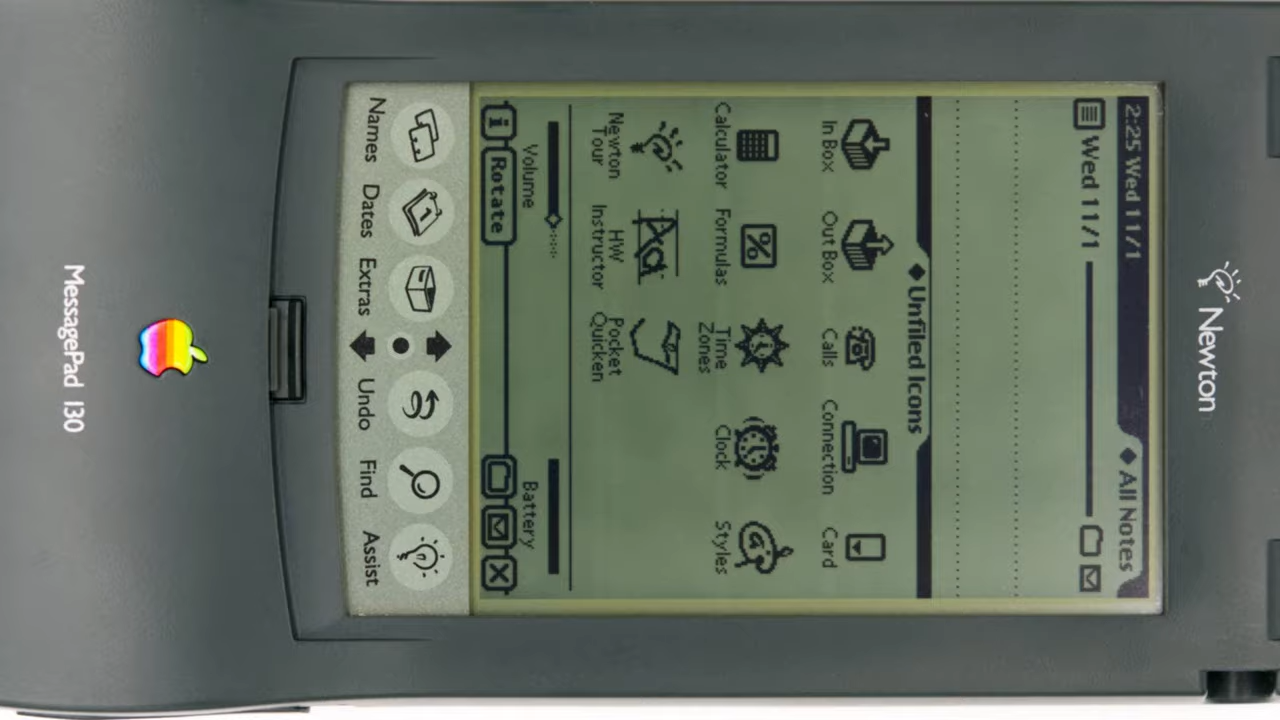 Newton
2:25 Wed 11/1 ◆ All Notes
Wed 11/1
◆ Unfiled Icons
In Box Out Box Calls Connection Card
Calculator Formulas Time Zones Clock Styles
Newton Tour HW Instructor Pocket Quicken
Volume Battery
i Rotate X
Names Dates Extras Undo Find Assist
MessagePad 130